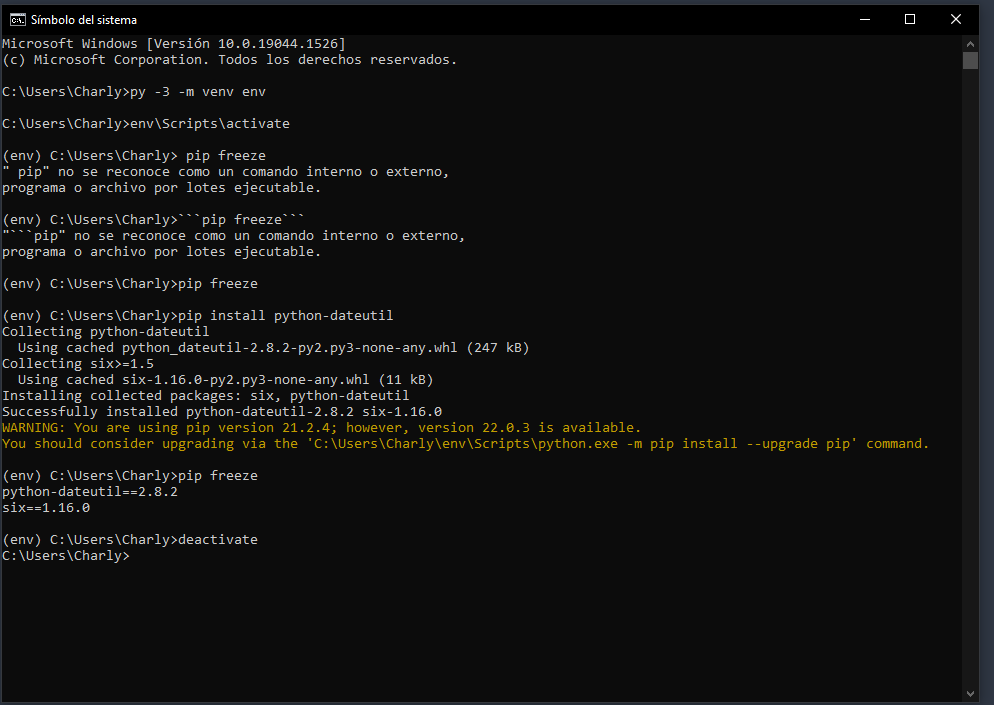 Símbolo del sistema
Microsoft Windows [Versión 10.0.19044.1526]
(c) Microsoft Corporation. Todos los derechos reservados.
C:\Users\Charly>py -3 -m venv env
C:\Users\Charly>env\Scripts\activate
(env) C:\Users\Charly> pip freeze
" pip" no se reconoce como un comando interno o externo,
programa o archivo por lotes ejecutable.
(env) C:\Users\Charly>```pip freeze```
"```pip" no se reconoce como un comando interno o externo,
programa o archivo por lotes ejecutable.
(env) C:\Users\Charly>pip freeze
(env) C:\Users\Charly>pip install python-dateutil
Collecting python-dateutil
  Using cached python_dateutil-2.8.2-py2.py3-none-any.whl (247 kB)
Collecting six>=1.5
  Using cached six-1.16.0-py2.py3-none-any.whl (11 kB)
Installing collected packages: six, python-dateutil
Successfully installed python-dateutil-2.8.2 six-1.16.0
WARNING: You are using pip version 21.2.4; however, version 22.0.3 is available.
You should consider upgrading via the 'C:\Users\Charly\env\Scripts\python.exe -m pip install --upgrade pip' command.
(env) C:\Users\Charly>pip freeze
python-dateutil==2.8.2
six==1.16.0
(env) C:\Users\Charly>deactivate
C:\Users\Charly>